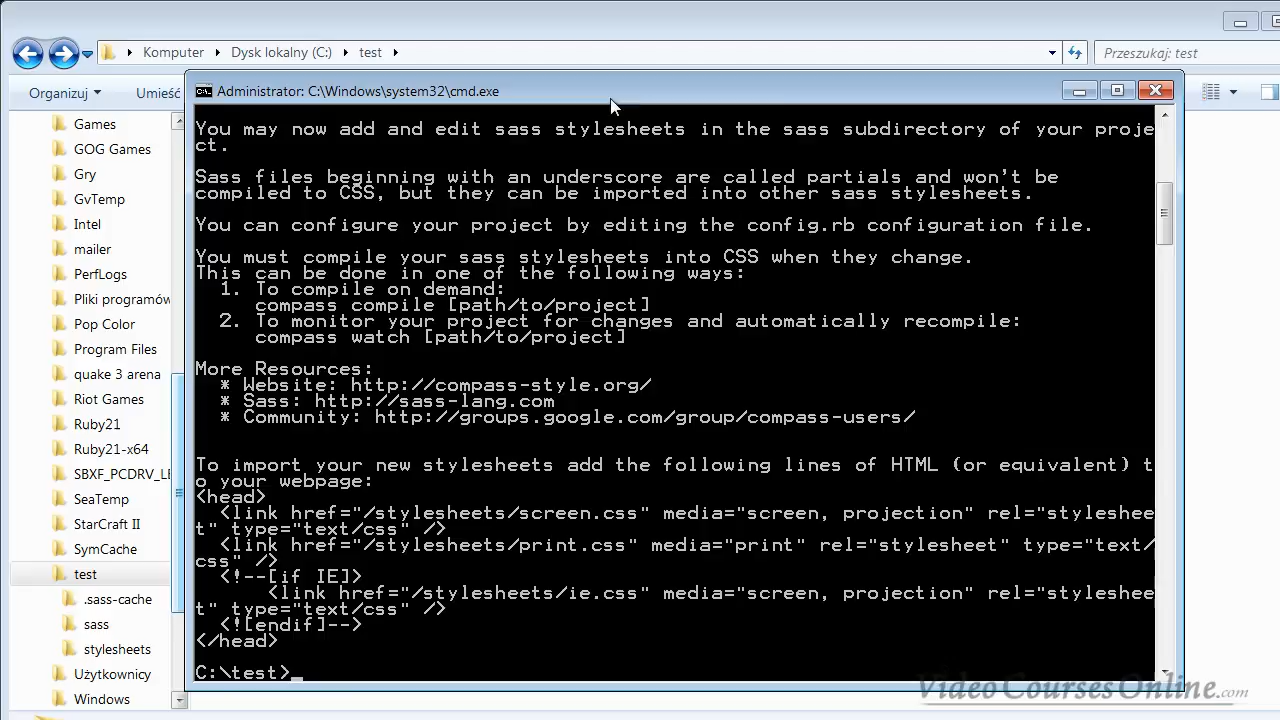 Komputer ▸ Dysk lokalny (C:) ▸ test ▸
Przeszukaj: test
Organizuj
Umieść
Games
GOG Games
Gry
GvTemp
Intel
mailer
PerfLogs
Pliki programów
Pop Color
Program Files
quake 3 arena
Riot Games
Ruby21
Ruby21-x64
SBXF_PCDRV_LE
SeaTemp
StarCraft II
SymCache
test
.sass-cache
sass
stylesheets
Użytkownicy
Windows
Administrator: C:\Windows\system32\cmd.exe
You may now add and edit sass stylesheets in the sass subdirectory of your proje
ct.
Sass files beginning with an underscore are called partials and won't be
compiled to CSS, but they can be imported into other sass stylesheets.
You can configure your project by editing the config.rb configuration file.
You must compile your sass stylesheets into CSS when they change.
This can be done in one of the following ways:
1. To compile on demand:
compass compile [path/to/project]
2. To monitor your project for changes and automatically recompile:
compass watch [path/to/project]
More Resources:
* Website: http://compass-style.org/
* Sass: http://sass-lang.com
* Community: http://groups.google.com/group/compass-users/
To import your new stylesheets add the following lines of HTML (or equivalent) t
o your webpage:
<head>
<link href="/stylesheets/screen.css" media="screen, projection" rel="styleshee
t" type="text/css" />
<link href="/stylesheets/print.css" media="print" rel="stylesheet" type="text/
css" />
<!--[if IE]>
<link href="/stylesheets/ie.css" media="screen, projection" rel="styleshee
t" type="text/css" />
<![endif]-->
</head>
C:\test>_
VideoCoursesOnline.com